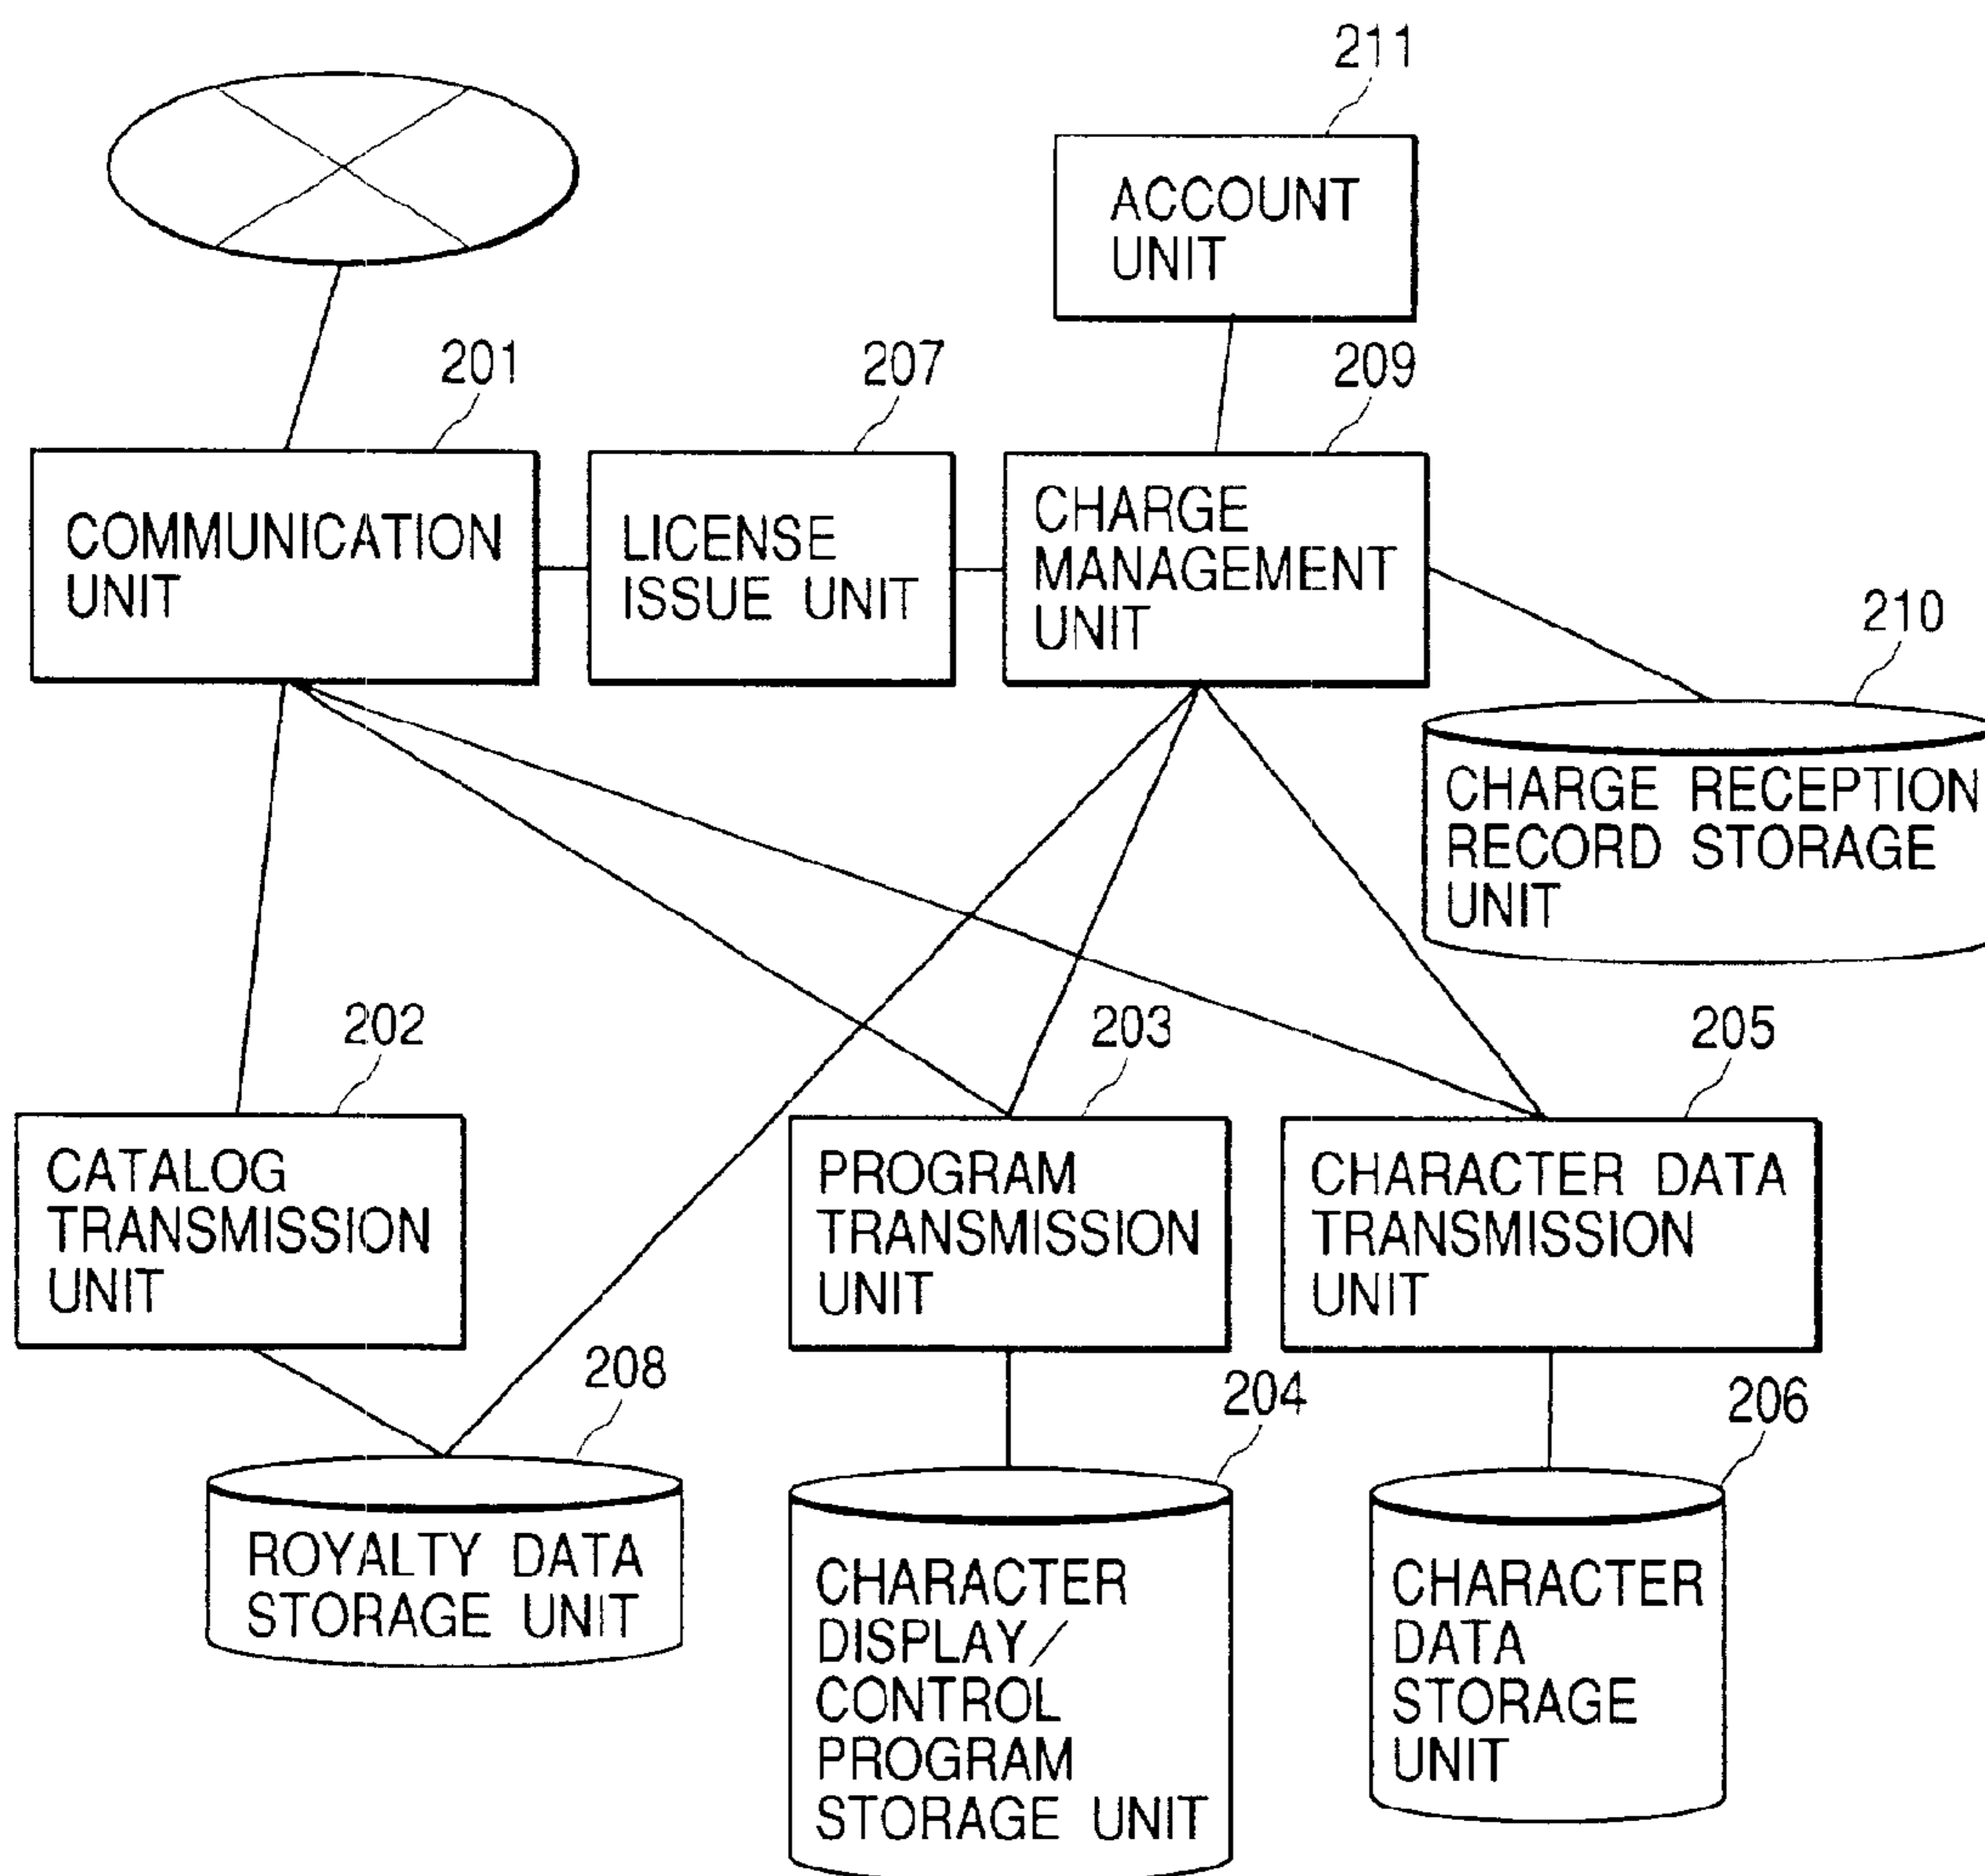 211
ACCOUNT
UNIT
201
207
209
COMMUNICATION
UNIT
LICENSE
ISSUE UNIT
CHARGE
MANAGEMENT
UNIT
210
CHARGE RECEPTION
RECORD STORAGE
UNIT
202
203
205
CATALOG
TRANSMISSION
UNIT
PROGRAM
TRANSMISSION
UNIT
CHARACTER DATA
TRANSMISSION
UNIT
208
204
206
ROYALTY DATA
STORAGE UNIT
CHARACTER
DISPLAY/
CONTROL
PROGRAM
STORAGE UNIT
CHARACTER
DATA
STORAGE
UNIT